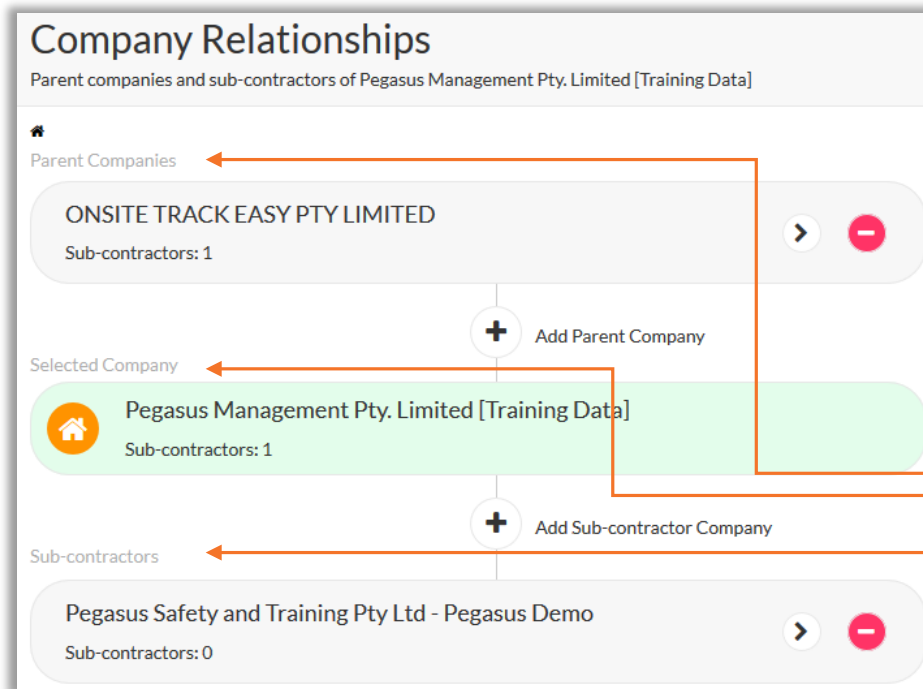 Company Relationships
Parent companies and sub-contractors of Pegasus Management Pty. Limited [Training Data]
Parent Companies
ONSITE TRACK EASY PTY LIMITED
Sub-contractors: 1
Add Parent Company
Selected Company
Pegasus Management Pty. Limited [Training Data]
Sub-contractors: 1
Add Sub-contractor Company
Sub-contractors
Pegasus Safety and Training Pty Ltd - Pegasus Demo
Sub-contractors: 0